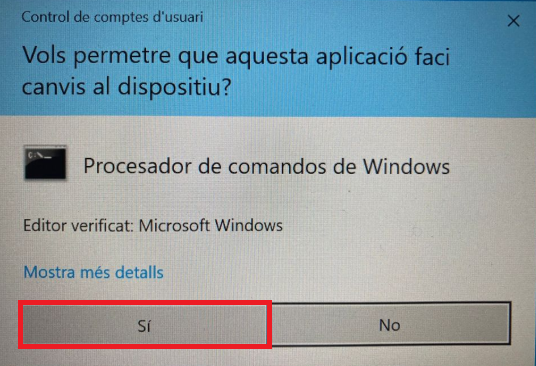 Control de comptes d'usuari
Vols permetre que aquesta aplicació faci
canvis al dispositiu?
C:\_
Procesador de comandos de Windows
Editor verificat: Microsoft Windows
Mostra més detalls
Sí
No